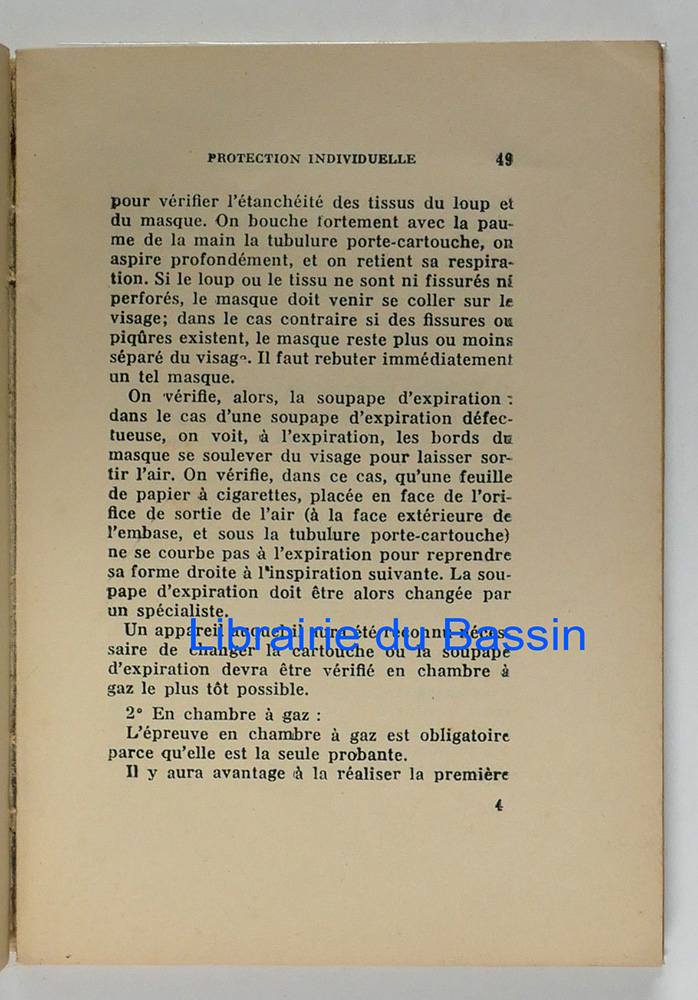 PROTECTION INDIVIDUELLE 49
pour vérifier l'étanchéité des tissus du loup et
du masque. On bouche fortement avec la pau-
me de la main la tubulure porte-cartouche, on
aspire profondément, et on retient sa respira-
tion. Si le loup ou le tissu ne sont ni fissurés ni
perforés, le masque doit venir se coller sur le
visage; dans le cas contraire si des fissures ou
piqûres existent, le masque reste plus ou moins
séparé du visage. Il faut rebuter immédiatement
un tel masque.
On vérifie, alors, la soupape d'expiration :
dans le cas d'une soupape d'expiration défec-
tueuse, on voit, à l'expiration, les bords du
masque se soulever du visage pour laisser sor-
tir l'air. On vérifie, dans ce cas, qu'une feuille
de papier à cigarettes, placée en face de l'ori-
fice de sortie de l'air (à la face extérieure de
l'embase, et sous la tubulure porte-cartouche)
ne se courbe pas à l'expiration pour reprendre
sa forme droite à l'inspiration suivante. La sou-
pape d'expiration doit être alors changée par
un spécialiste.
Un appareil auquel il aura été reconnu néces-
Librairie du Bassin
saire de changer la cartouche ou la soupape
d'expiration devra être vérifié en chambre à
gaz le plus tôt possible.
2° En chambre à gaz :
L'épreuve en chambre à gaz est obligatoire
parce qu'elle est la seule probante.
Il y aura avantage à la réaliser la première
4